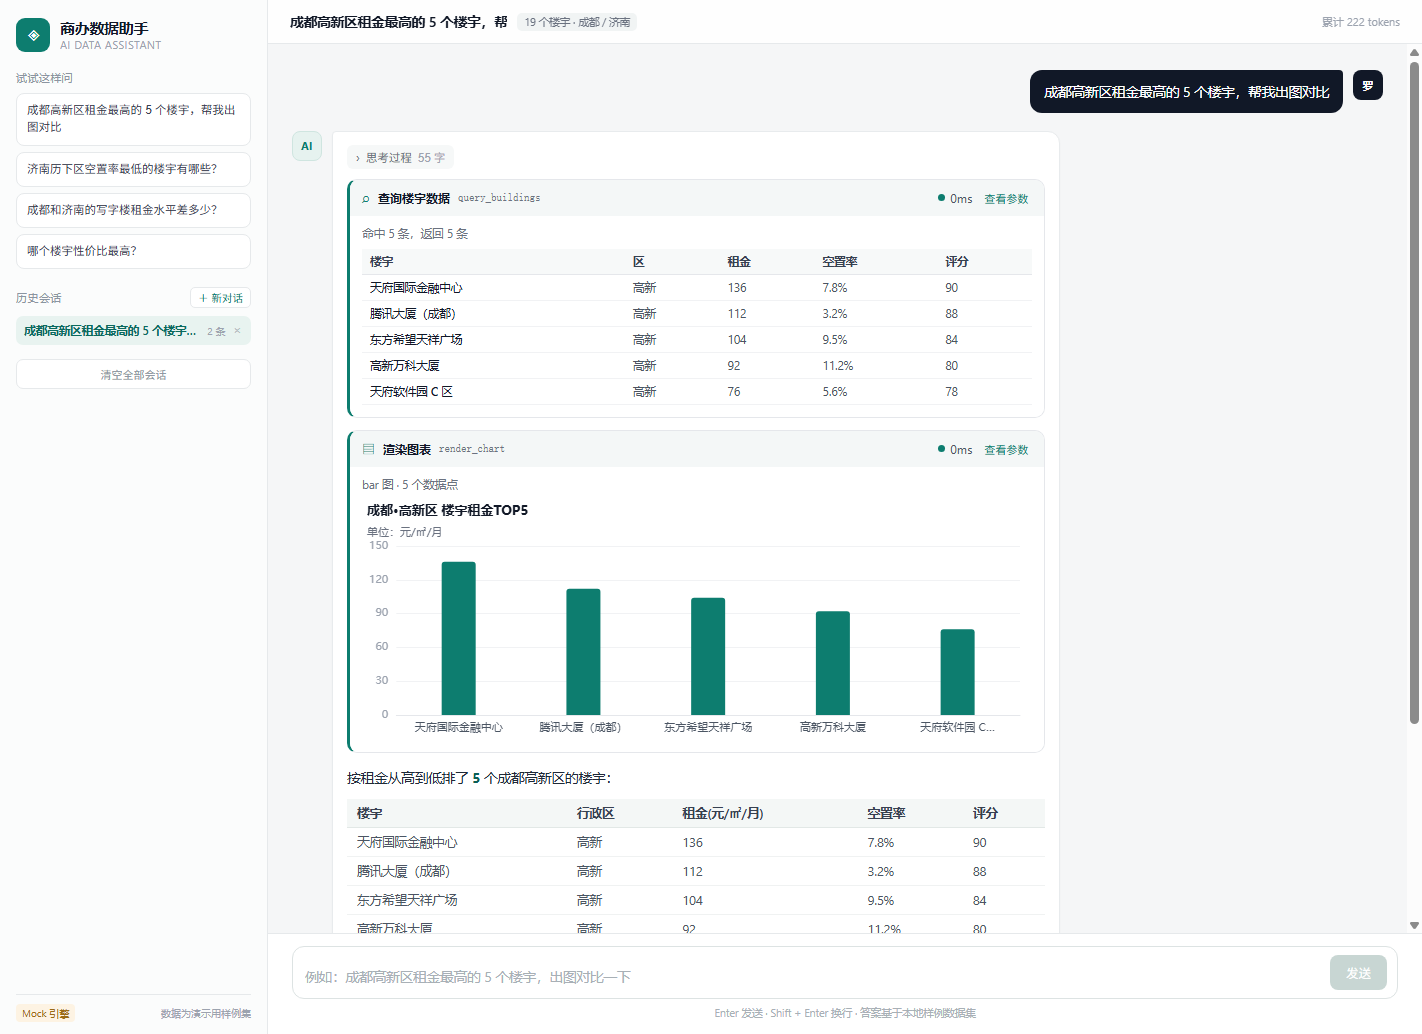 商办数据助手
AI DATA ASSISTANT
试试这样问
成都高新区租金最高的 5 个楼宇，帮我出
图对比
济南历下区空置率最低的楼宇有哪些？
成都和济南的写字楼租金水平差多少？
哪个楼宇性价比最高？
历史会话
+ 新对话
成都高新区租金最高的 5 个楼宇... 2 条 ×
清空全部会话
Mock 引擎
数据为演示用样例集
成都高新区租金最高的 5 个楼宇，帮
19 个楼宇 · 成都 / 济南
累计 222 tokens
成都高新区租金最高的 5 个楼宇，帮我出图对比
罗
AI
› 思考过程 55 字
查询楼宇数据 query_buildings
0ms 查看参数
命中 5 条，返回 5 条
楼宇 区 租金 空置率 评分
天府国际金融中心 高新 136 7.8% 90
腾讯大厦（成都） 高新 112 3.2% 88
东方希望天祥广场 高新 104 9.5% 84
高新万科大厦 高新 92 11.2% 80
天府软件园 C 区 高新 76 5.6% 78
渲染图表 render_chart
0ms 查看参数
bar 图 · 5 个数据点
成都·高新区 楼宇租金TOP5
单位：元/㎡/月
150
120
90
60
30
0
天府国际金融中心 腾讯大厦（成都） 东方希望天祥广场 高新万科大厦 天府软件园 C...
按租金从高到低排了 5 个成都高新区的楼宇：
楼宇 行政区 租金(元/㎡/月) 空置率 评分
天府国际金融中心 高新 136 7.8% 90
腾讯大厦（成都） 高新 112 3.2% 88
东方希望天祥广场 高新 104 9.5% 84
高新万科大厦 高新 92 11.2% 80
例如：成都高新区租金最高的 5 个楼宇，出图对比一下
发送
Enter 发送 · Shift + Enter 换行 · 答案基于本地样例数据集